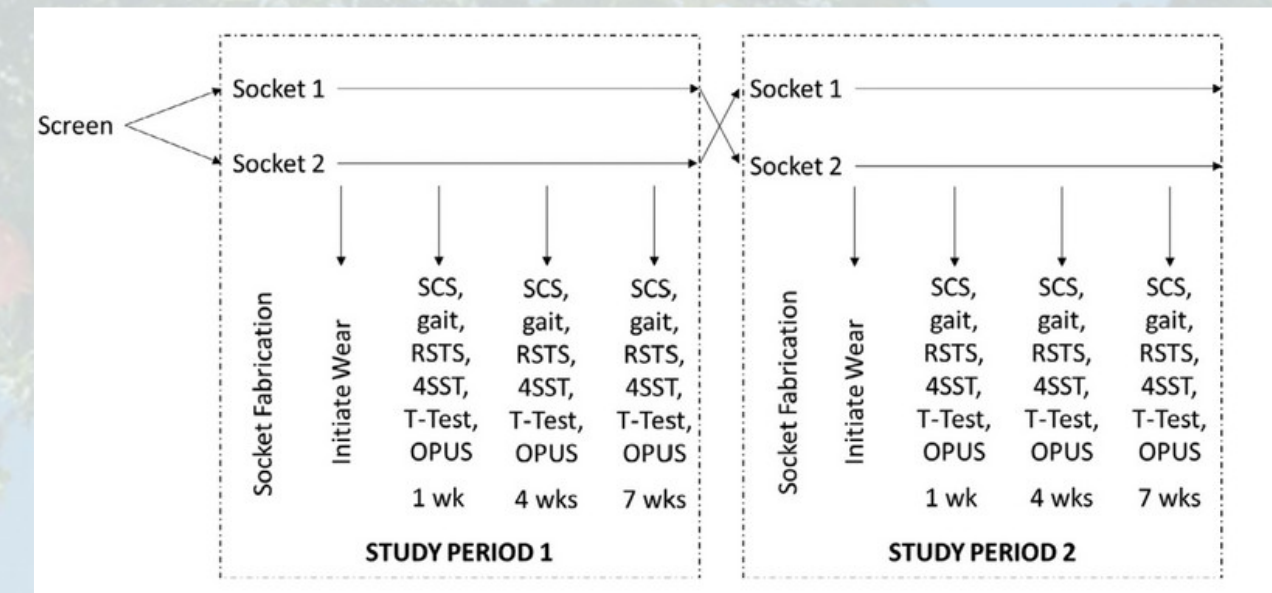 Screen
Socket 1
Socket 2
Socket Fabrication
Initiate Wear
SCS,
gait,
RSTS,
4SST,
T-Test,
OPUS
1 wk
SCS,
gait,
RSTS,
4SST,
T-Test,
OPUS
4 wks
SCS,
gait,
RSTS,
4SST,
T-Test,
OPUS
7 wks
STUDY PERIOD 1
Socket 1
Socket 2
Socket Fabrication
Initiate Wear
SCS,
gait,
RSTS,
4SST,
T-Test,
OPUS
1 wk
SCS,
gait,
RSTS,
4SST,
T-Test,
OPUS
4 wks
SCS,
gait,
RSTS,
4SST,
T-Test,
OPUS
7 wks
STUDY PERIOD 2